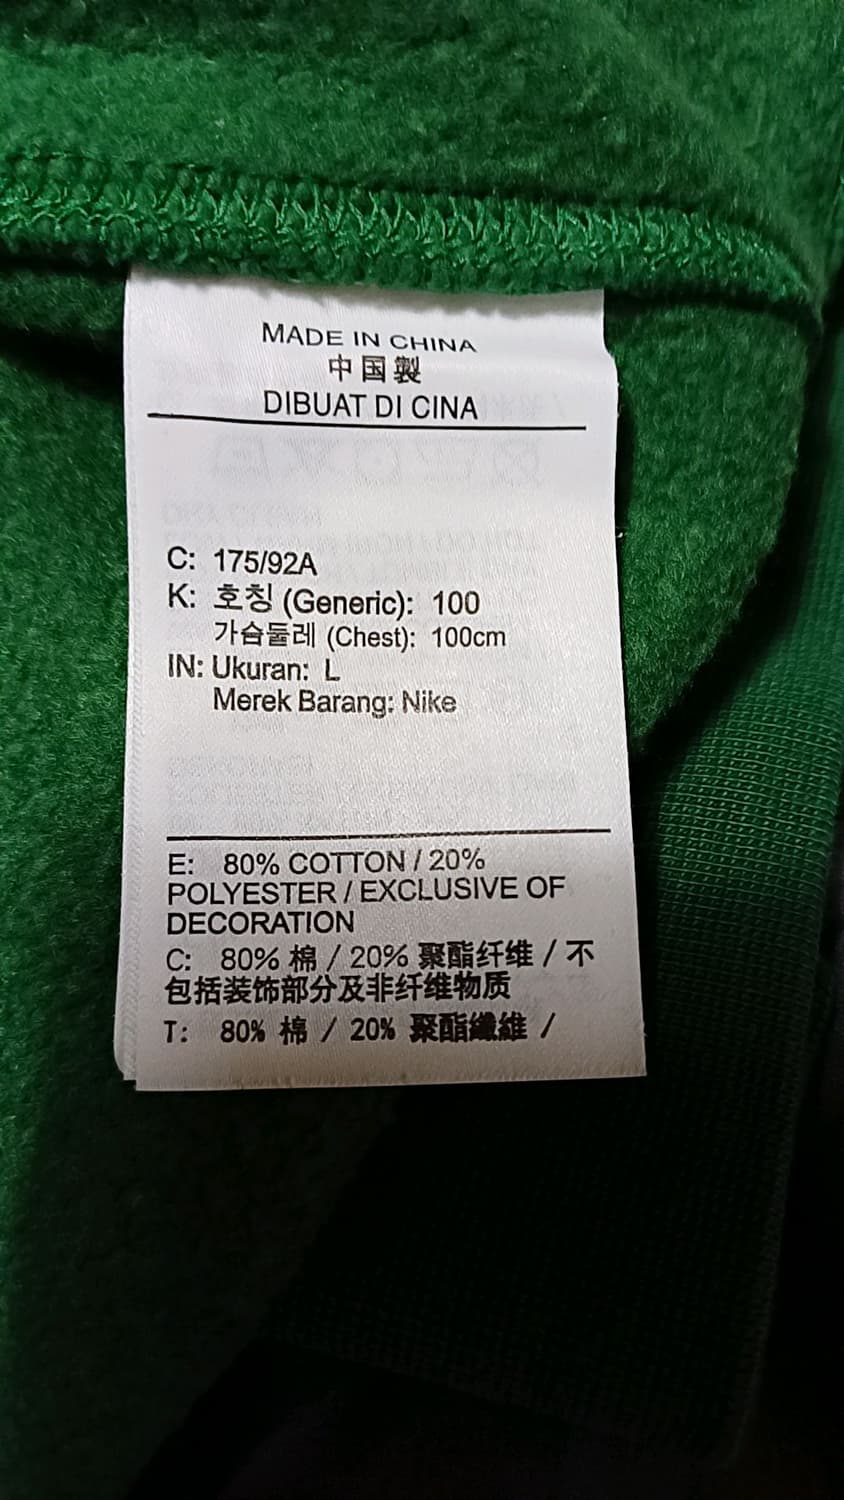 MADE IN CHINA
中国製
DIBUAT DI CINA
C: 175/92A
K: 호칭 (Generic): 100
가슴둘레 (Chest): 100cm
IN: Ukuran: L
Merek Barang: Nike
E: 80% COTTON / 20%
POLYESTER / EXCLUSIVE OF
DECORATION
C: 80% 棉 / 20% 聚酯纤维 / 不
包括装饰部分及非纤维物质
T: 80% 棉 / 20% 聚酯纖維 /